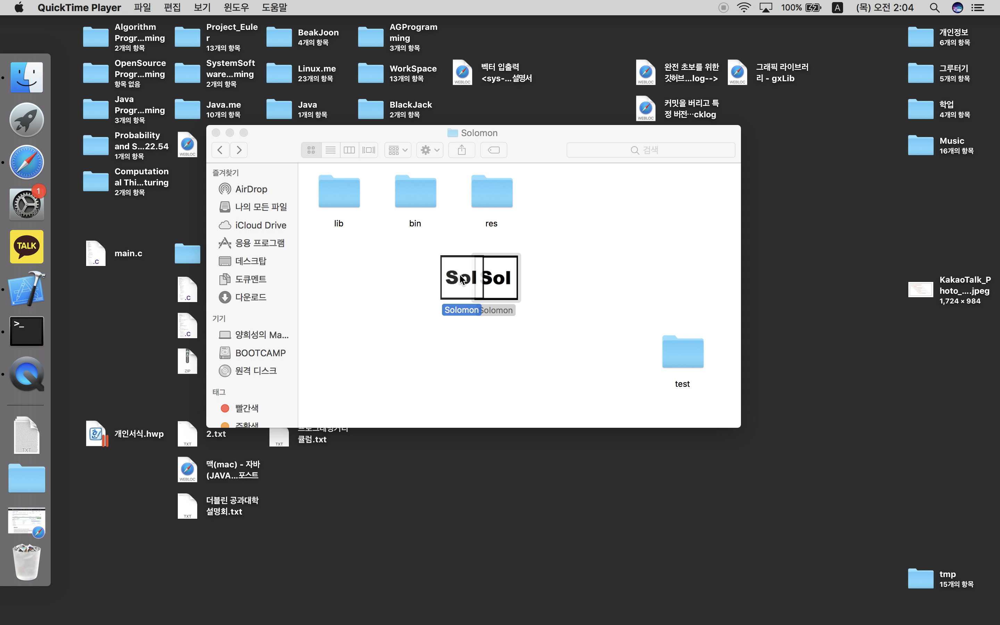 QuickTime Player 파일 편집 보기 윈도우 도움말
100% A (목) 오전 2:04
Algorithm
Progr...ming
2개의 항목
Project_Eule
r
13개의 항목
BeakJoon
4개의 항목
AGProgram
ming
3개의 항목
개인정보
6개의 항목
OpenSource
Progr...ming
항목 없음
SystemSoft
ware...ming
2개의 항목
Linux.me
23개의 항목
WorkSpace
13개의 항목
WEBLOC
벡터 입출력
<sys-...설명서
WEBLOC
완전 초보를 위한
깃허브...log-->
WEBLOC
그래픽 라이브러
리 - gxLib
그루터기
5개의 항목
Java
Progr...ming
3개의 항목
Java.me
10개의 항목
Java
1개의 항목
BlackJack
2개의 항목
WEBLOC
커밋을 버리고 특
정 버전…cklog
학업
4개의 항목
Probability
and S...22.54
1개의 항목
WEBLOC
Music
16개의 항목
Computation
al Thi...turing
2개의 항목
Solomon
검색
즐겨찾기
AirDrop
나의 모든 파일
iCloud Drive
응용 프로그램
데스크탑
도큐멘트
다운로드
기기
양희성의 Ma...
BOOTCAMP
원격 디스크
태그
빨간색
주황색
lib
bin
res
Sol
Sol
Solomon
Solomon
test
1
TALK
>_
TXT
.C
main.c
.C
.C
ZIP
KakaoTalk_P
hoto_....jpeg
1,724 × 984
개인서식.hwp
TXT
2.txt
TXT
프로그래밍커리
큘럼.txt
WEBLOC
맥(mac) - 자바
(JAVA...포스트
TXT
더블린 공과대학
설명회.txt
tmp
15개의 항목